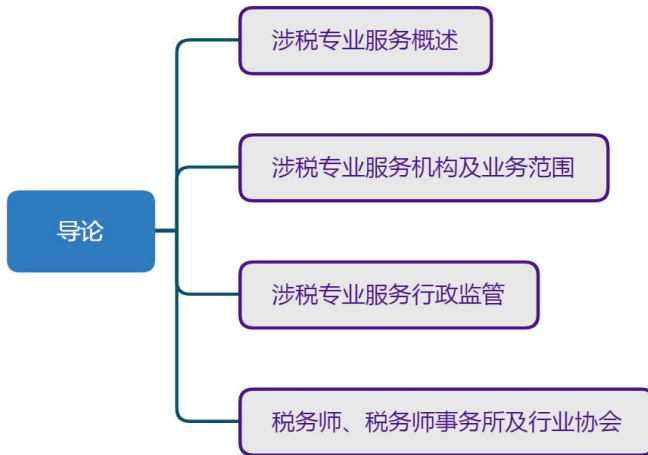 涉税专业服务概述
涉税专业服务机构及业务范围
导论
涉税专业服务行政监管
税务师、税务师事务所及行业协会